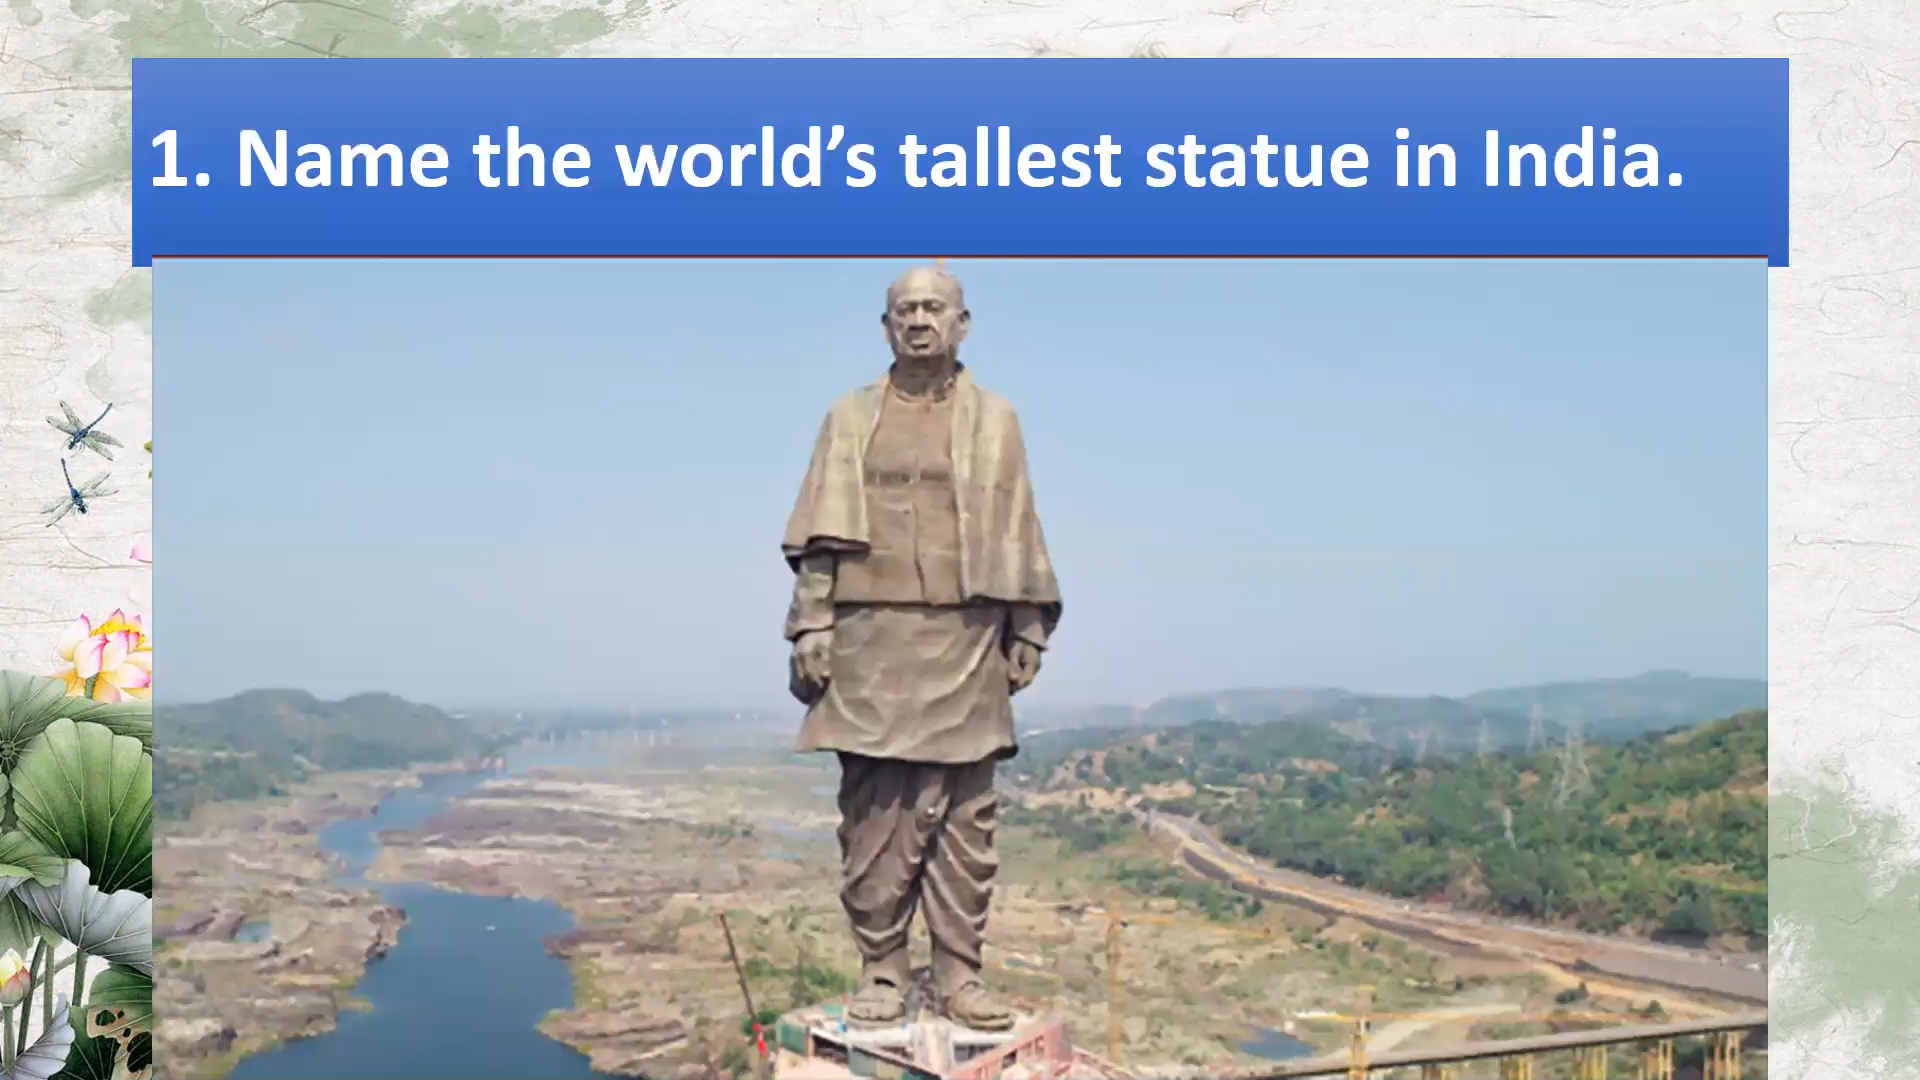 1. Name the world’s tallest statue in India.